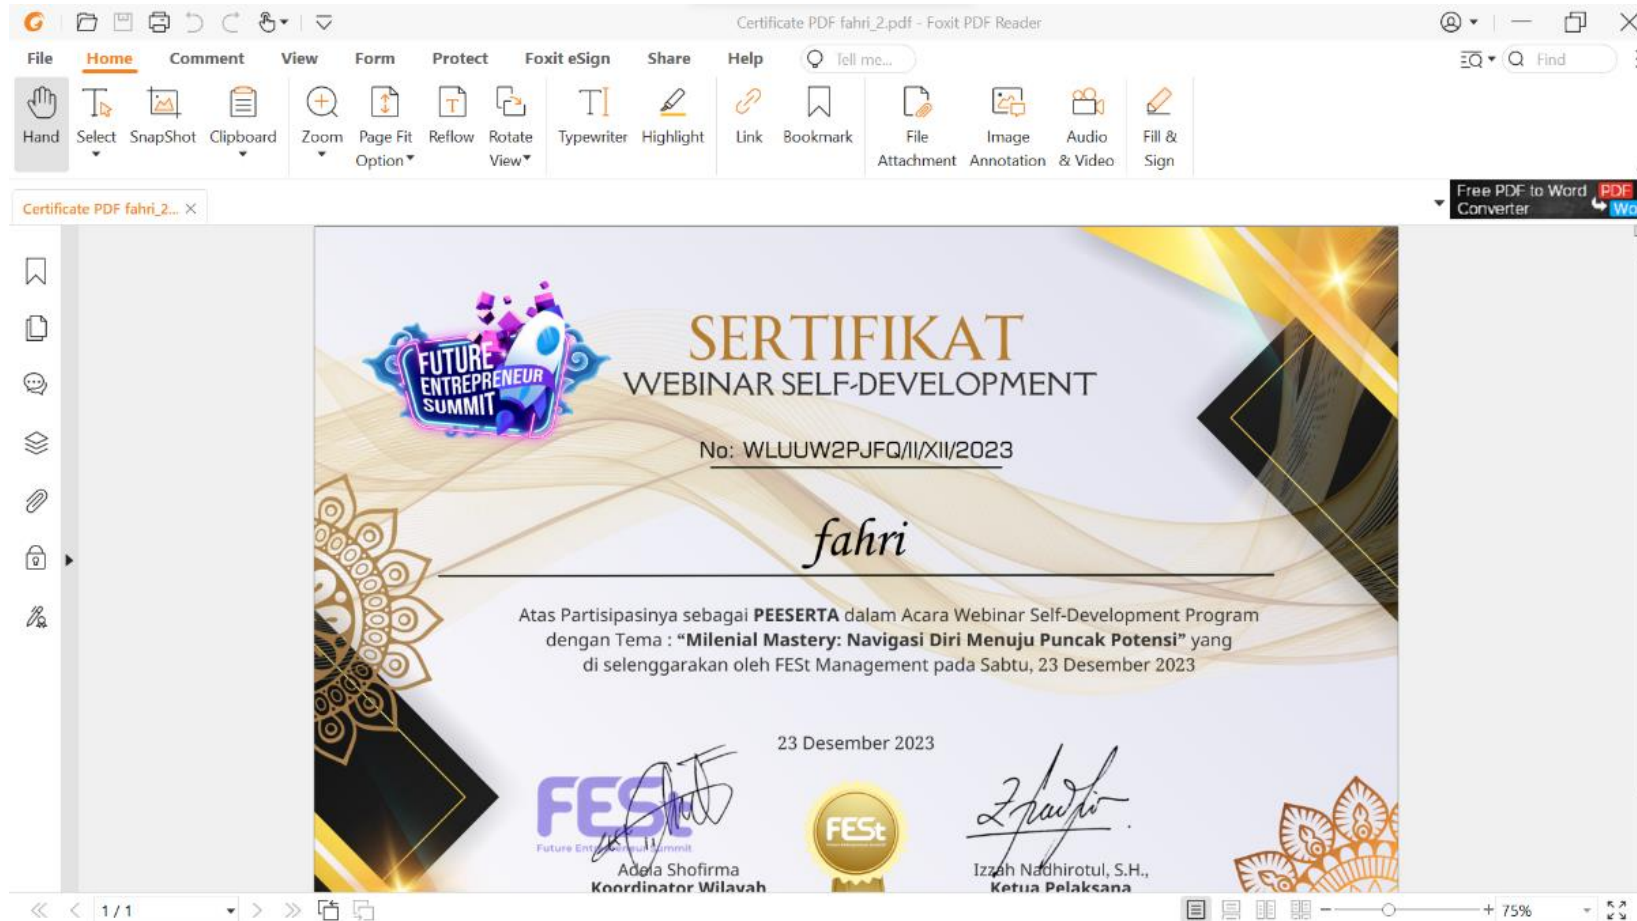 Certificate PDF fahri_2.pdf - Foxit PDF Reader
File Home Comment View Form Protect Foxit eSign Share Help Tell me... Find
Hand Select SnapShot Clipboard Zoom Page Fit Option Reflow Rotate View Typewriter Highlight Link Bookmark File Attachment Image Annotation Audio & Video Fill & Sign
Certificate PDF fahri_2...
Free PDF to Word PDF
Converter Wo
FUTURE
ENTREPRENEUR
SUMMIT
SERTIFIKAT
WEBINAR SELF-DEVELOPMENT
No: WLUUW2PJFQ/II/XII/2023
fahri
Atas Partisipasinya sebagai PEESERTA dalam Acara Webinar Self-Development Program
dengan Tema : “Milenial Mastery: Navigasi Diri Menuju Puncak Potensi” yang
di selenggarakan oleh FESt Management pada Sabtu, 23 Desember 2023
23 Desember 2023
FESt
Future Entrepreneur Summit
FESt
Adela Shofirma
Koordinator Wilayah
Izzah Nadhirotul, S.H.,
Ketua Pelaksana
1 / 1
75%